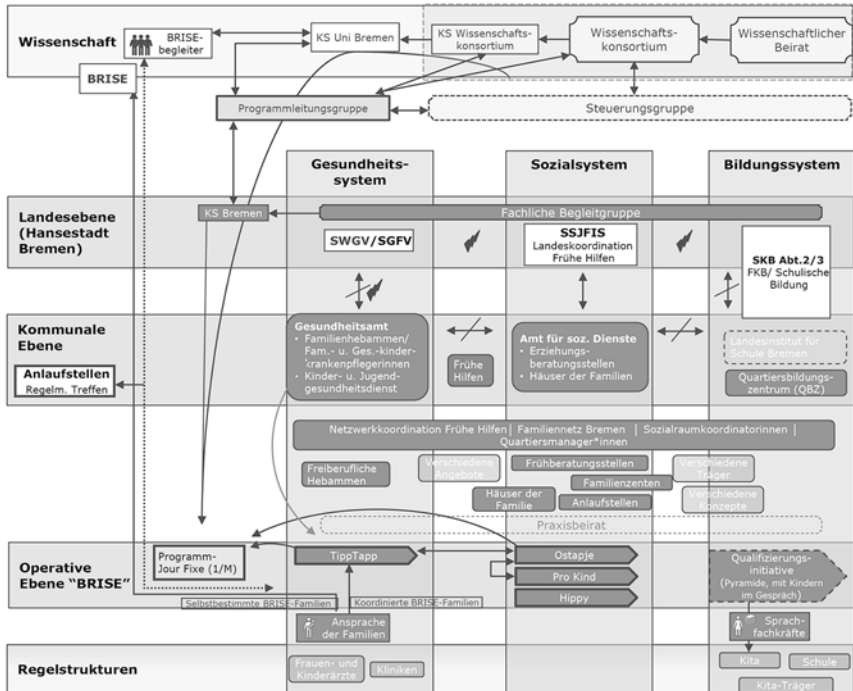 Wissenschaft
BRISE-
begleiter
KS Uni Bremen
KS Wissenschafts-
konsortium
Wissenschafts-
konsortium
Wissenschaftlicher
Beirat
BRISE
Programmleitungsgruppe
Steuerungsgruppe
Gesundheits-
system
Sozialsystem
Bildungssystem
Landesebene
(Hansestadt
Bremen)
KS Bremen
Fachliche Begleitgruppe
SWGV/SGFV
SSJFIS
Landeskoordination
Frühe Hilfen
SKB Abt.2/3
FKB/ Schulische
Bildung
Kommunale
Ebene
Gesundheitsamt
• Familienhebammen/
Fam.- u. Ges.-kinder-
krankenpflegerinnen
• Kinder- u. Jugend-
gesundheitsdienst
Frühe
Hilfen
Amt für soz. Dienste
• Erziehungs-
beratungsstellen
• Häuser der Familien
Landesinstitut für
Schule Bremen
Quartiersbildungs-
zentrum (QBZ)
Anlaufstellen
Regelm. Treffen
Netzwerkkoordination Frühe Hilfen| Familiennetz Bremen | Sozialraumkoordinatorinnen |
Quartiersmanager*innen
Freiberufliche
Hebammen
Verschiedene
Angebote
Frühberatungsstellen
Familienzenten
Häuser der
Familie
Anlaufstellen
Verschiedene
Träger
Verschiedene
Konzepte
Praxisbeirat
Operative
Ebene "BRISE"
Programm-
Jour Fixe (1/M)
TippTapp
Ostapje
Pro Kind
Hippy
Qualifizierungs-
initiative
(Pyramide, mit Kindern
im Gespräch)
Selbstbestimmte BRISE-Familien
Koordinierte BRISE-Familien
Ansprache
der Familien
Sprach-
fachkräfte
Regelstrukturen
Frauen- und
Kinderärzte
Kliniken
Kita
Schule
Kita-Träger